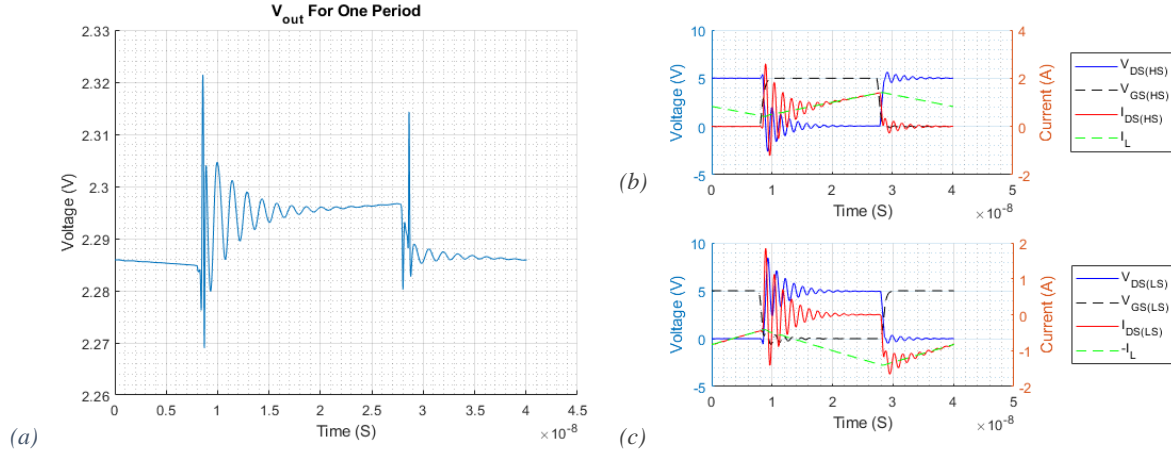 V_out For One Period
2.33
2.32
2.31
2.3
2.29
2.28
2.27
2.26
Voltage (V)
0 0.5 1 1.5 2 2.5 3 3.5 4 4.5
Time (S)
×10^-8
(a)
10
5
0
-5
Voltage (V)
4
2
0
-2
Current (A)
0 1 2 3 4 5
Time (S)
×10^-8
V_DS(HS)
V_GS(HS)
I_DS(HS)
I_L
(b)
10
5
0
-5
Voltage (V)
2
1
0
-1
-2
Current (A)
0 1 2 3 4 5
Time (S)
×10^-8
V_DS(LS)
V_GS(LS)
I_DS(LS)
-I_L
(c)